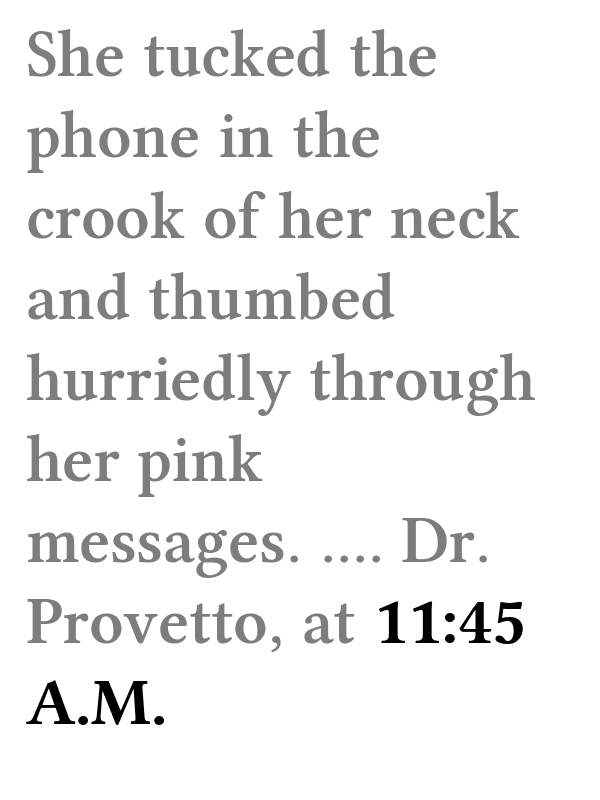 She tucked the
phone in the
crook of her neck
and thumbed
hurriedly through
her pink
messages. .... Dr.
Provetto, at 11:45
A.M.